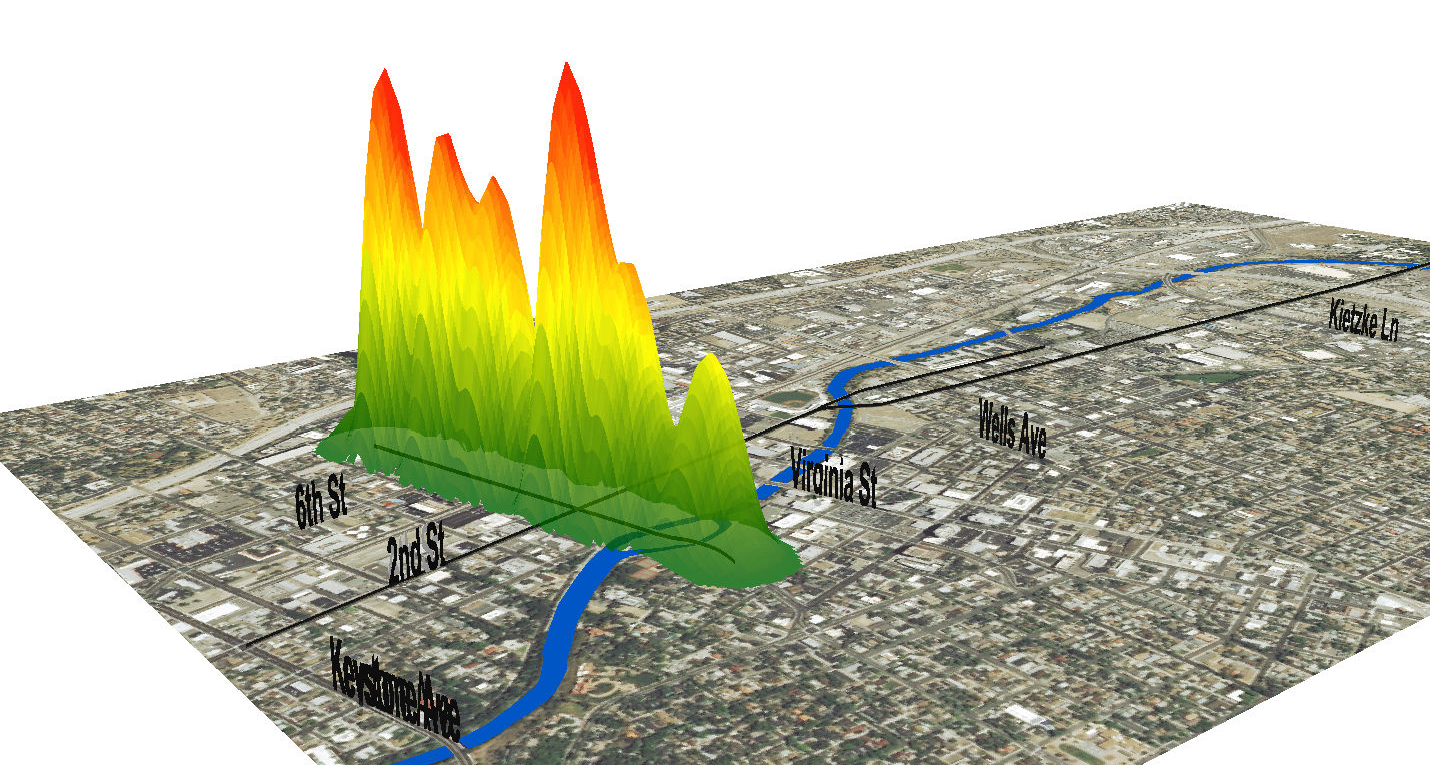 Kietzke Ln
Wells Ave
Virginia St
6th St
2nd St
Keystone Ave